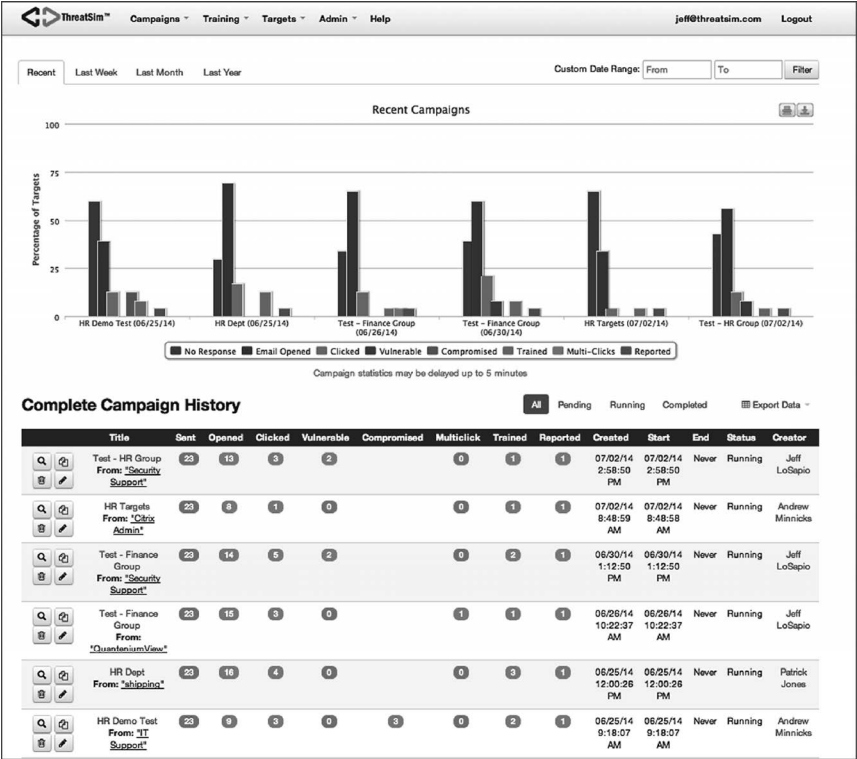 ThreatSim™ Campaigns Training Targets Admin Help jeff@threatsim.com Logout
Recent Last Week Last Month Last Year Custom Date Range: From To Filter
Recent Campaigns
Percentage of Targets
100
75
50
25
0
HR Demo Test (06/25/14) HR Dept (06/25/14) Test – Finance Group (06/26/14) Test – Finance Group (06/30/14) HR Targets (07/02/14) Test – HR Group (07/02/14)
No Response Email Opened Clicked Vulnerable Compromised Trained Multi-Clicks Reported
Campaign statistics may be delayed up to 5 minutes
Complete Campaign History All Pending Running Completed Export Data
Title Sent Opened Clicked Vulnerable Compromised Multiclick Trained Reported Created Start End Status Creator
Test - HR Group 23 13 3 2 0 1 1 07/02/14 07/02/14 Never Running Jeff
From: "Security 2:58:50 2:58:50 LoSapio
Support" PM PM
HR Targets 23 8 1 0 0 1 1 07/02/14 07/02/14 Never Running Andrew
From: "Citrix 8:48:59 8:48:58 Minnicks
Admin" AM AM
Test - Finance 23 14 5 2 0 2 1 06/30/14 06/30/14 Never Running Jeff
Group 1:12:50 1:12:50 LoSapio
From: "Security PM PM
Support"
Test - Finance 23 15 3 0 1 1 1 06/26/14 06/26/14 Never Running Jeff
Group 10:22:37 10:22:37 LoSapio
From: AM AM
"QuanteniumView"
HR Dept 23 16 4 0 0 3 1 06/25/14 06/25/14 Never Running Patrick
From: "shipping" 12:00:26 12:00:26 Jones
PM PM
HR Demo Test 23 9 3 0 3 0 2 1 06/25/14 06/25/14 Never Running Andrew
From: "IT 9:18:07 9:18:07 Minnicks
Support" AM AM